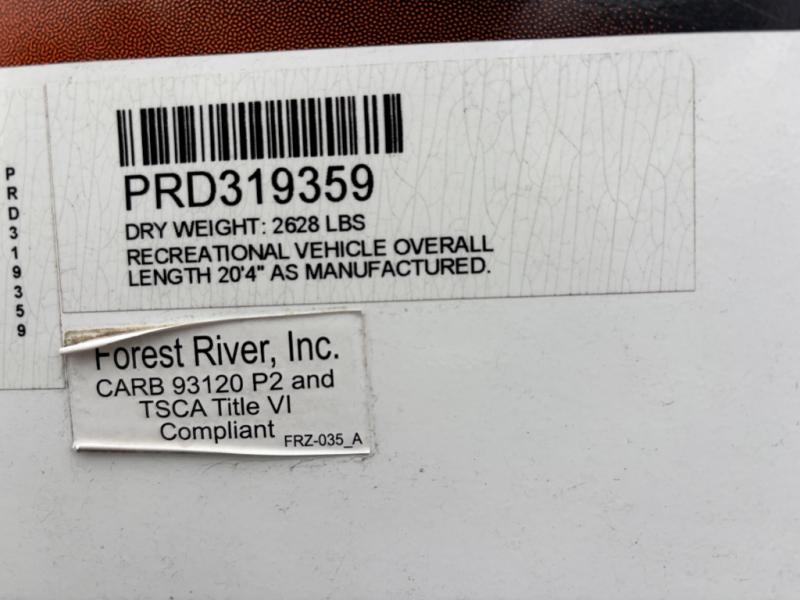 PRD319359
PRD319359
DRY WEIGHT: 2628 LBS
RECREATIONAL VEHICLE OVERALL
LENGTH 20'4" AS MANUFACTURED.
Forest River, Inc.
CARB 93120 P2 and
TSCA Title VI
Compliant
FRZ-035_A